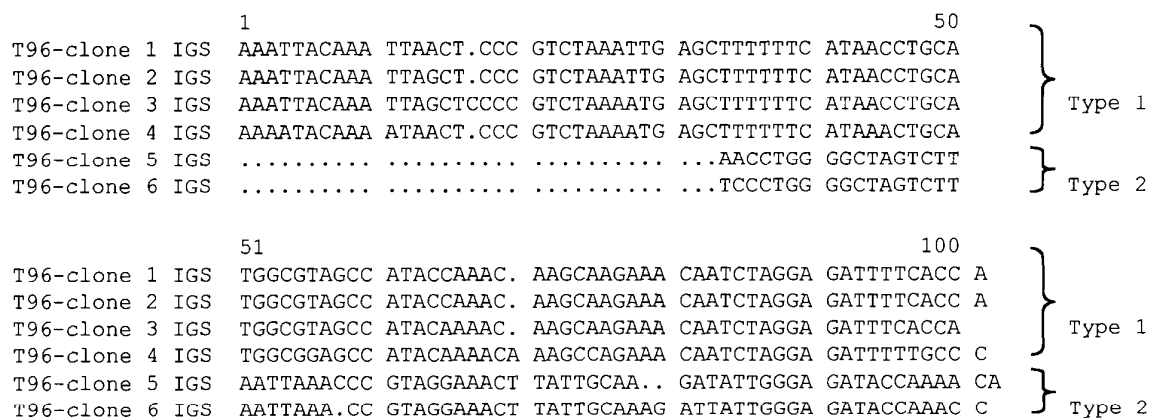 1 50
T96-clone 1 IGS AAATTACAAA TTAACT.CCC GTCTAAATTG AGCTTTTTTC ATAACCTGCA
T96-clone 2 IGS AAATTACAAA TTAGCT.CCC GTCTAAATTG AGCTTTTTTC ATAACCTGCA
T96-clone 3 IGS AAATTACAAA TTAGCTCCCC GTCTAAAATG AGCTTTTTTC ATAACCTGCA
T96-clone 4 IGS AAAATACAAA ATAACT.CCC GTCTAAAATG AGCTTTTTTC ATAAACTGCA
Type 1
T96-clone 5 IGS .......... .......... .......... ...AACCTGG GGCTAGTCTT
T96-clone 6 IGS .......... .......... .......... ...TCCCTGG GGCTAGTCTT
Type 2
51 100
T96-clone 1 IGS TGGCGTAGCC ATACCAAAC. AAGCAAGAAA CAATCTAGGA GATTTTCACC A
T96-clone 2 IGS TGGCGTAGCC ATACCAAAC. AAGCAAGAAA CAATCTAGGA GATTTTCACC A
T96-clone 3 IGS TGGCGTAGCC ATACAAAAC. AAGCAAGAAA CAATCTAGGA GATTTCACCA
T96-clone 4 IGS TGGCGGAGCC ATACAAAACA AAGCCAGAAA CAATCTAGGA GATTTTTGCC C
Type 1
T96-clone 5 IGS AATTAAACCC GTAGGAAACT TATTGCAA.. GATATTGGGA GATACCAAAA CA
T96-clone 6 IGS AATTAAA.CC GTAGGAAACT TATTGCAAAG ATTATTGGGA GATACCAAAC C
Type 2